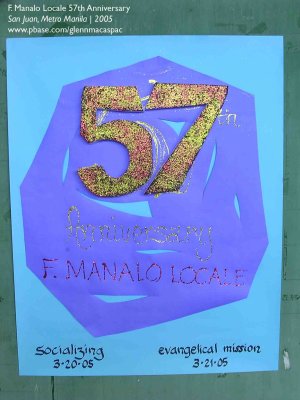 F. Manalo Locale 57th Anniversary
San Juan, Metro Manila | 2005
www.pbase.com/glennmacaspac
57th
Anniversary
F. MANALO LOCALE
socializing evangelical mission
3-20-05 3-21-05